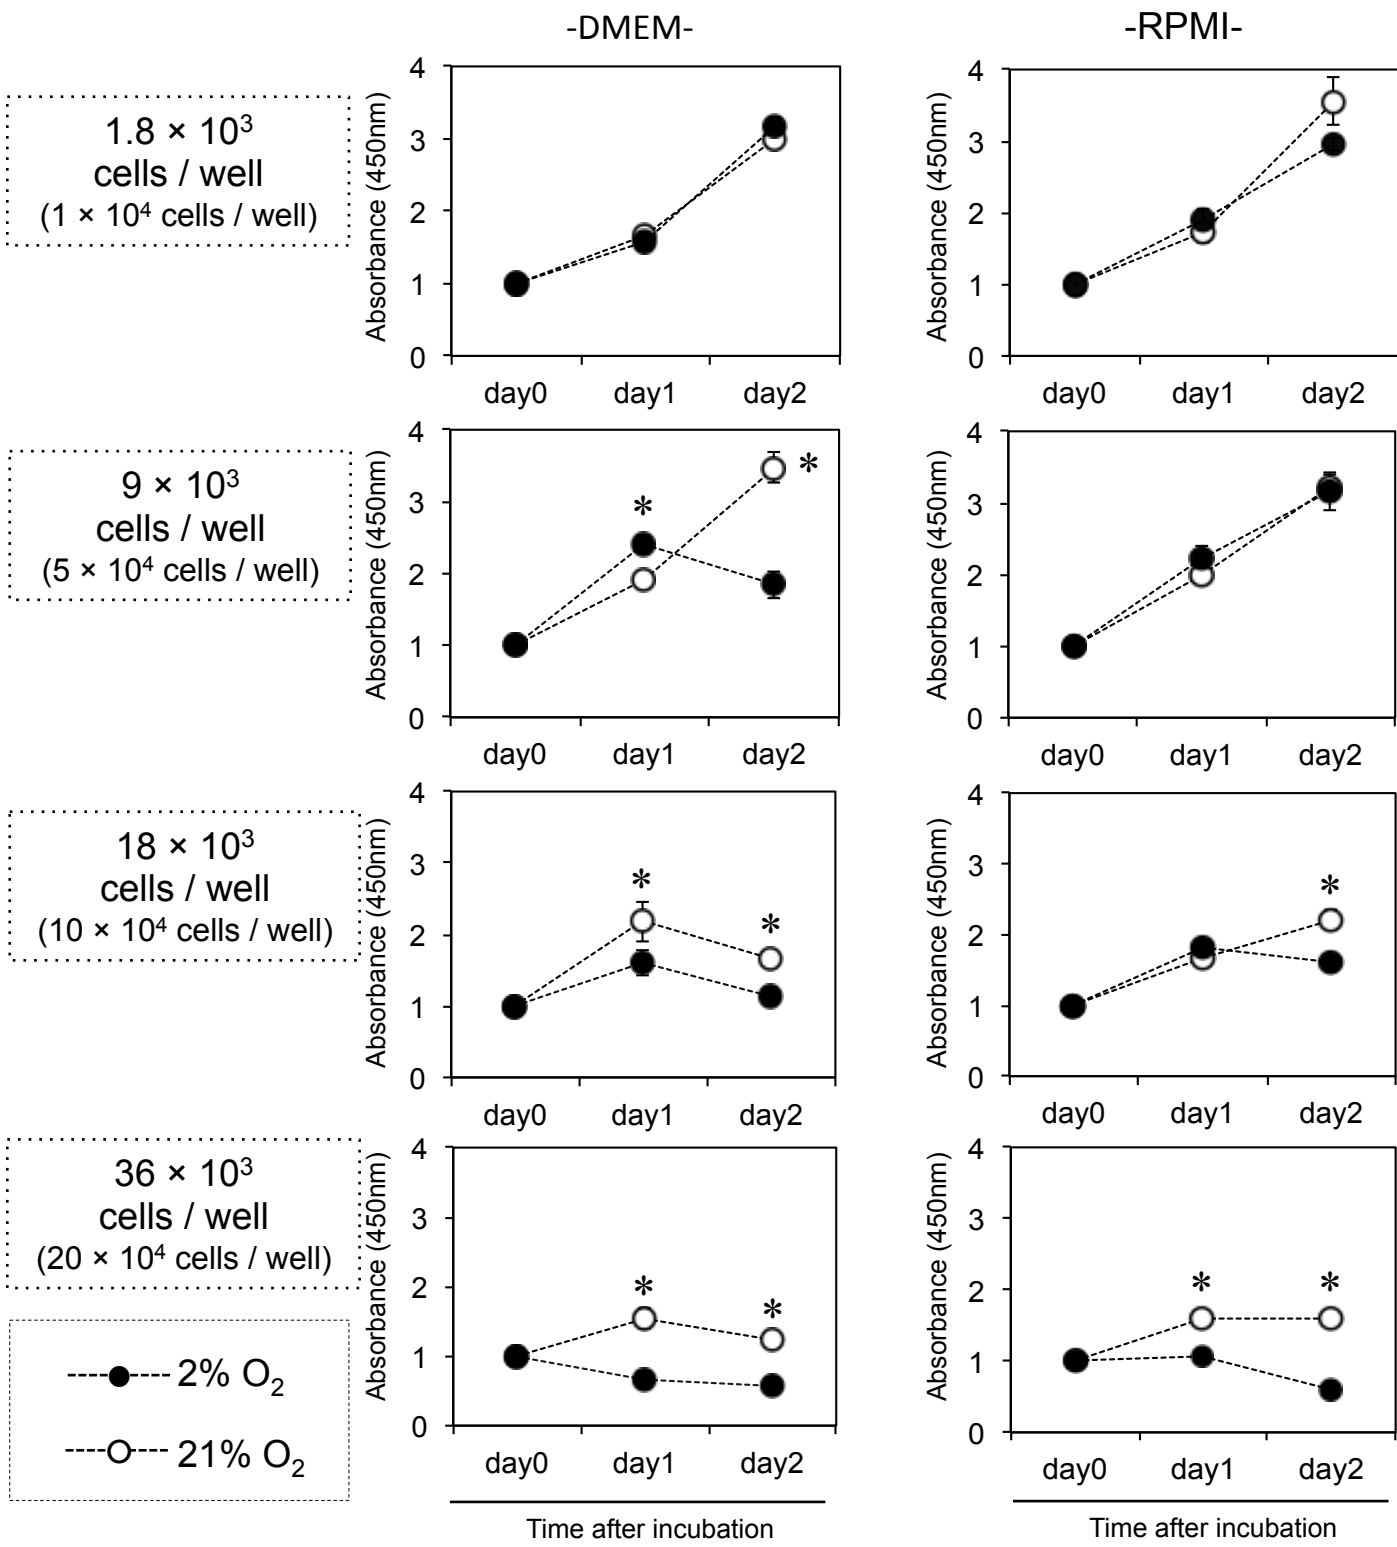 -DMEM-
-RPMI-
1.8 × 10³
cells / well
(1 × 10⁴ cells / well)
Absorbance (450nm)
4
3
2
1
0
day0 day1 day2
Absorbance (450nm)
4
3
2
1
0
day0 day1 day2
9 × 10³
cells / well
(5 × 10⁴ cells / well)
Absorbance (450nm)
4
3
2
1
0
*
*
day0 day1 day2
Absorbance (450nm)
4
3
2
1
0
day0 day1 day2
18 × 10³
cells / well
(10 × 10⁴ cells / well)
Absorbance (450nm)
4
3
2
1
0
*
*
day0 day1 day2
Absorbance (450nm)
4
3
2
1
0
*
day0 day1 day2
36 × 10³
cells / well
(20 × 10⁴ cells / well)
Absorbance (450nm)
4
3
2
1
0
*
*
day0 day1 day2
Time after incubation
Absorbance (450nm)
4
3
2
1
0
*
*
day0 day1 day2
Time after incubation
2% O₂
21% O₂